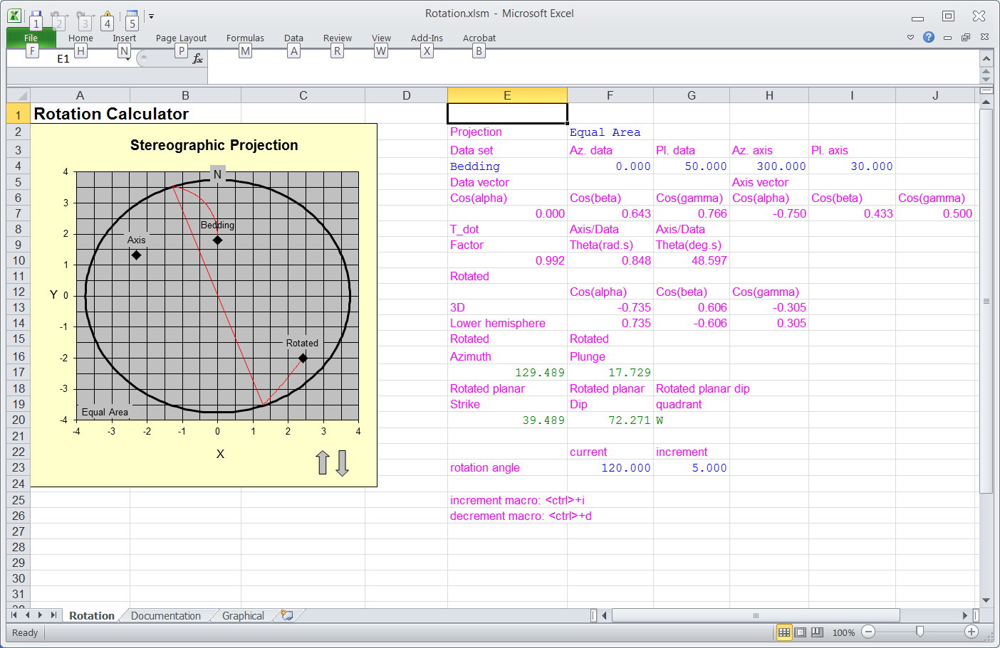 Rotation.xlsm - Microsoft Excel
1 2 3 4 5
File Home Insert Page Layout Formulas Data Review View Add-Ins Acrobat
F H N P M A R W X B
E1 fx
A B C D E F G H I J
1 Rotation Calculator
2 Projection Equal Area
3 Data set Az. data Pl. data Az. axis Pl. axis
4 Bedding 0.000 50.000 300.000 30.000
5 Data vector Axis vector
6 Cos(alpha) Cos(beta) Cos(gamma) Cos(alpha) Cos(beta) Cos(gamma)
7 0.000 0.643 0.766 -0.750 0.433 0.500
8 T_dot Axis/Data Axis/Data
9 Factor Theta(rad.s) Theta(deg.s)
10 0.992 0.848 48.597
11 Rotated
12 Cos(alpha) Cos(beta) Cos(gamma)
13 3D -0.735 0.606 -0.305
14 Lower hemisphere 0.735 -0.606 0.305
15 Rotated Rotated
16 Azimuth Plunge
17 129.489 17.729
18 Rotated planar Rotated planar Rotated planar dip
19 Strike Dip quadrant
20 39.489 72.271 W
21
22 current increment
23 rotation angle 120.000 5.000
24
25 increment macro: <ctrl>+i
26 decrement macro: <ctrl>+d
27
28
29
30
31
Stereographic Projection
N
4
3
2
1
Y 0
-1
-2
-3
-4
Bedding
Axis
Rotated
Equal Area
-4 -3 -2 -1 0 1 2 3 4
X
Rotation Documentation Graphical
Ready 100%